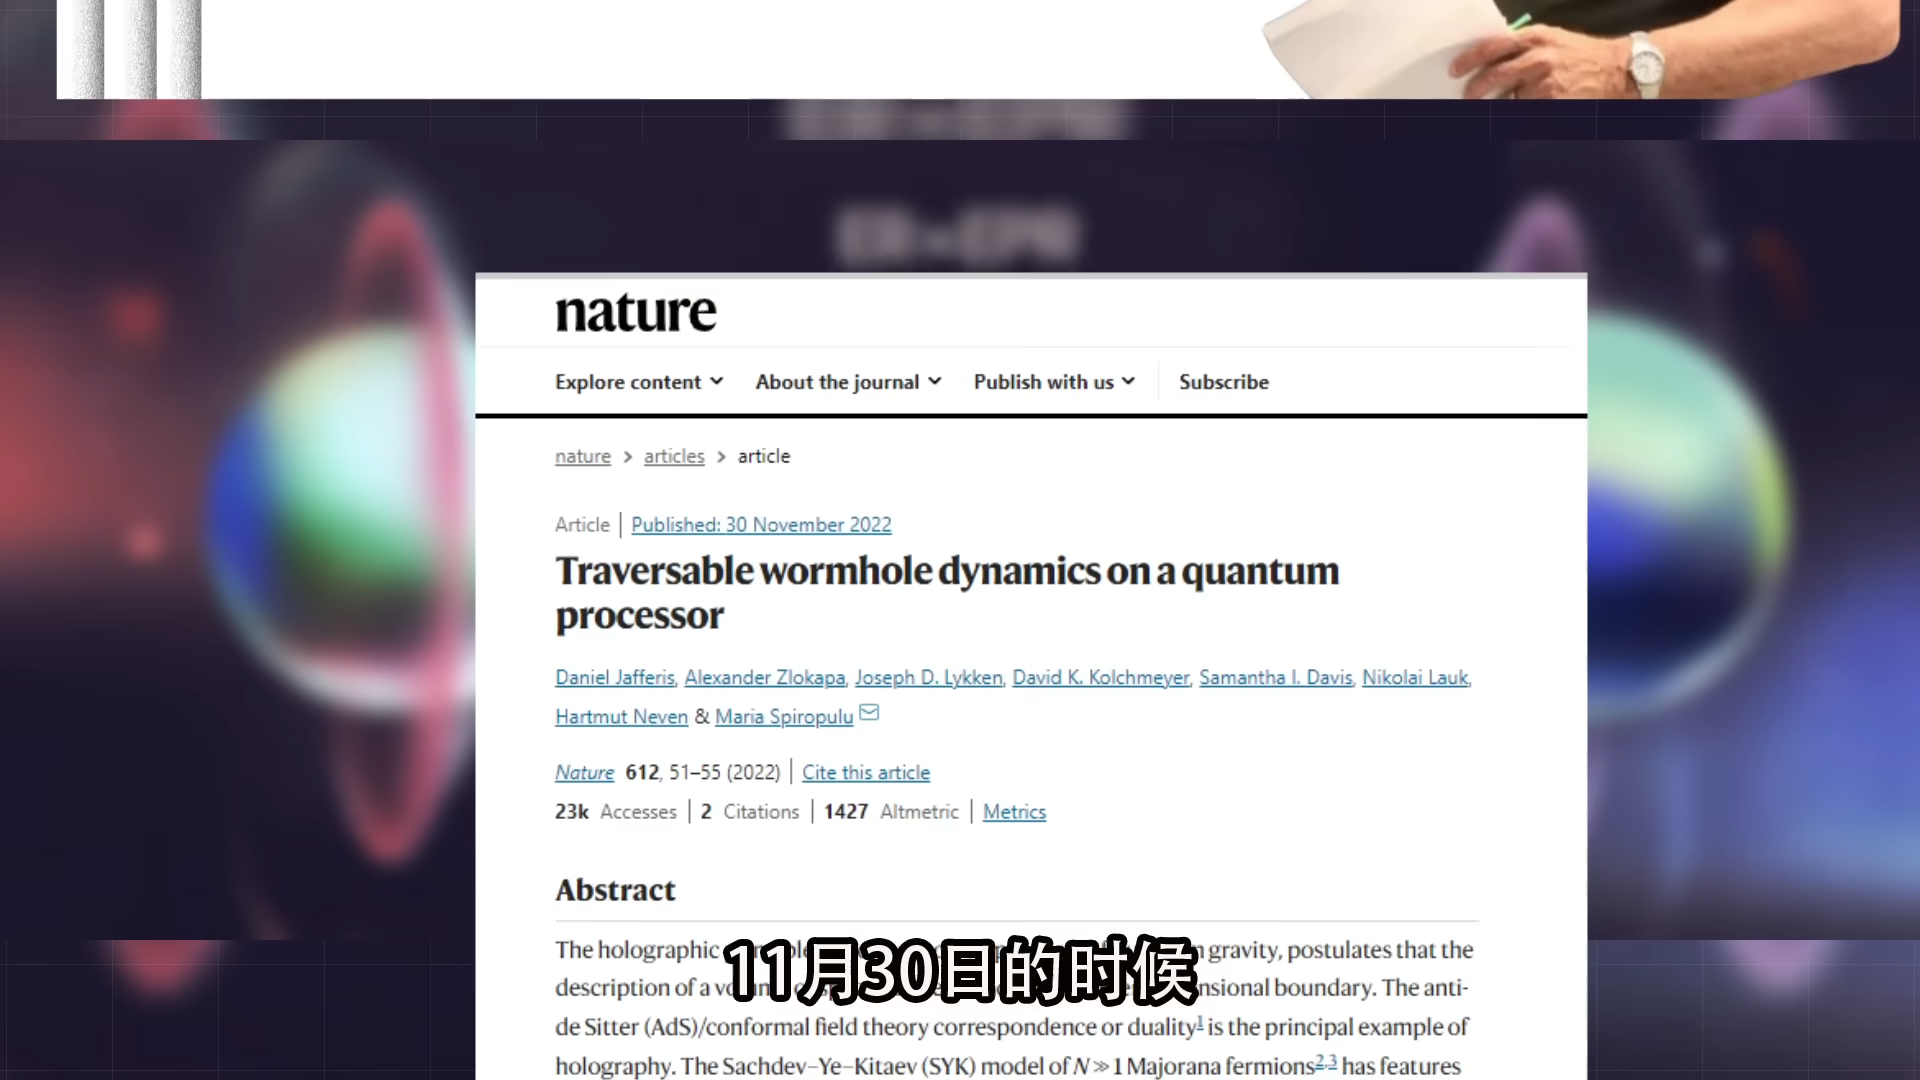 ER=EPR
nature
Explore content
About the journal
Publish with us
Subscribe
nature > articles > article
Article | Published: 30 November 2022
Traversable wormhole dynamics on a quantum
processor
Daniel Jafferis, Alexander Zlokapa, Joseph D. Lykken, David K. Kolchmeyer, Samantha I. Davis, Nikolai Lauk,
Hartmut Neven & Maria Spiropulu
Nature 612, 51–55 (2022) | Cite this article
23k Accesses | 2 Citations | 1427 Altmetric | Metrics
Abstract
The holographic gravity, postulates that the
11月30日的时候
description of a boundary. The anti-
de Sitter (AdS)/conformal field theory correspondence or duality1 is the principal example of
holography. The Sachdev–Ye–Kitaev (SYK) model of N ≫ 1 Majorana fermions2,3 has features